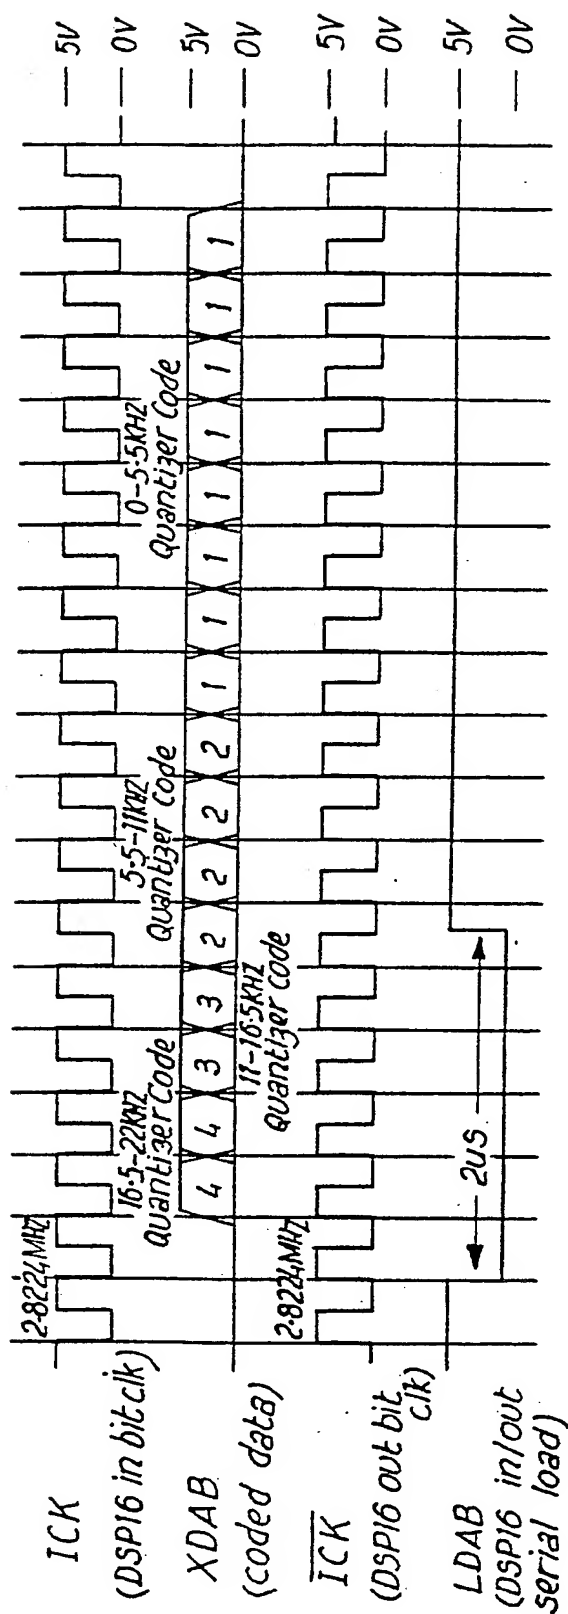 ICK
(DSP16 in bit clk)
2·8224MHZ
5V
0V
XDAB
(coded data)
16·5-22KHZ
Quantizer Code
5·5-11KHZ
Quantizer Code
0-5·5KHZ
Quantizer Code
4 4 3 3 2 2 2 2 1 1 1 1 1 1 1 1
11-16·5KHZ
Quantizer Code
5V
0V
ICK
(DSP16 out bit
clk)
2·8224MHZ
5V
0V
LDAB
(DSP16 in/out
serial load)
2us
5V
0V